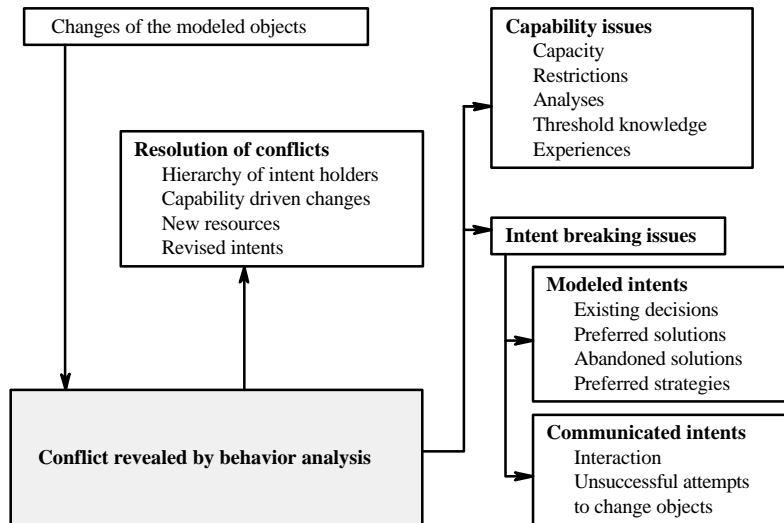 Changes of the modeled objects
Resolution of conflicts
Hierarchy of intent holders
Capability driven changes
New resources
Revised intents
Conflict revealed by behavior analysis
Capability issues
Capacity
Restrictions
Analyses
Threshold knowledge
Experiences
Intent breaking issues
Modeled intents
Existing decisions
Preferred solutions
Abandoned solutions
Preferred strategies
Communicated intents
Interaction
Unsuccessful attempts
to change objects